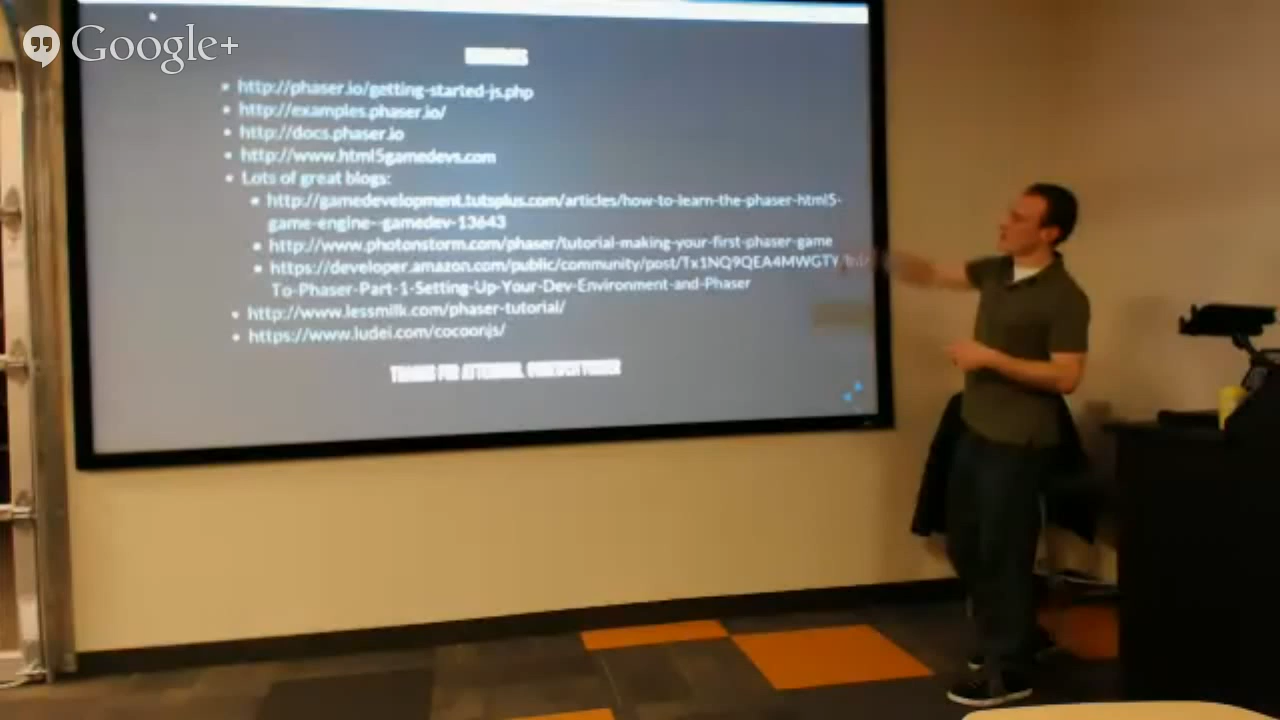 Google+
http://phaser.io/getting-started-js.php
http://examples.phaser.io/
http://docs.phaser.io
http://www.html5gamedevs.com
Lots of great blogs:
http://gamedevelopment.tutsplus.com/articles/how-to-learn-the-phaser-html5-
game-engine--gamedev-13643
http://www.photonstorm.com/phaser/tutorial-making-your-first-phaser-game
https://developer.amazon.com/public/community/post/Tx1NQ9QEA4MWGTY/
To-Phaser-Part-1-Setting-Up-Your-Dev-Environment-and-Phaser
http://www.lessmilk.com/phaser-tutorial/
https://www.ludei.com/cocoonjs/
THANKS FOR ATTENDING,